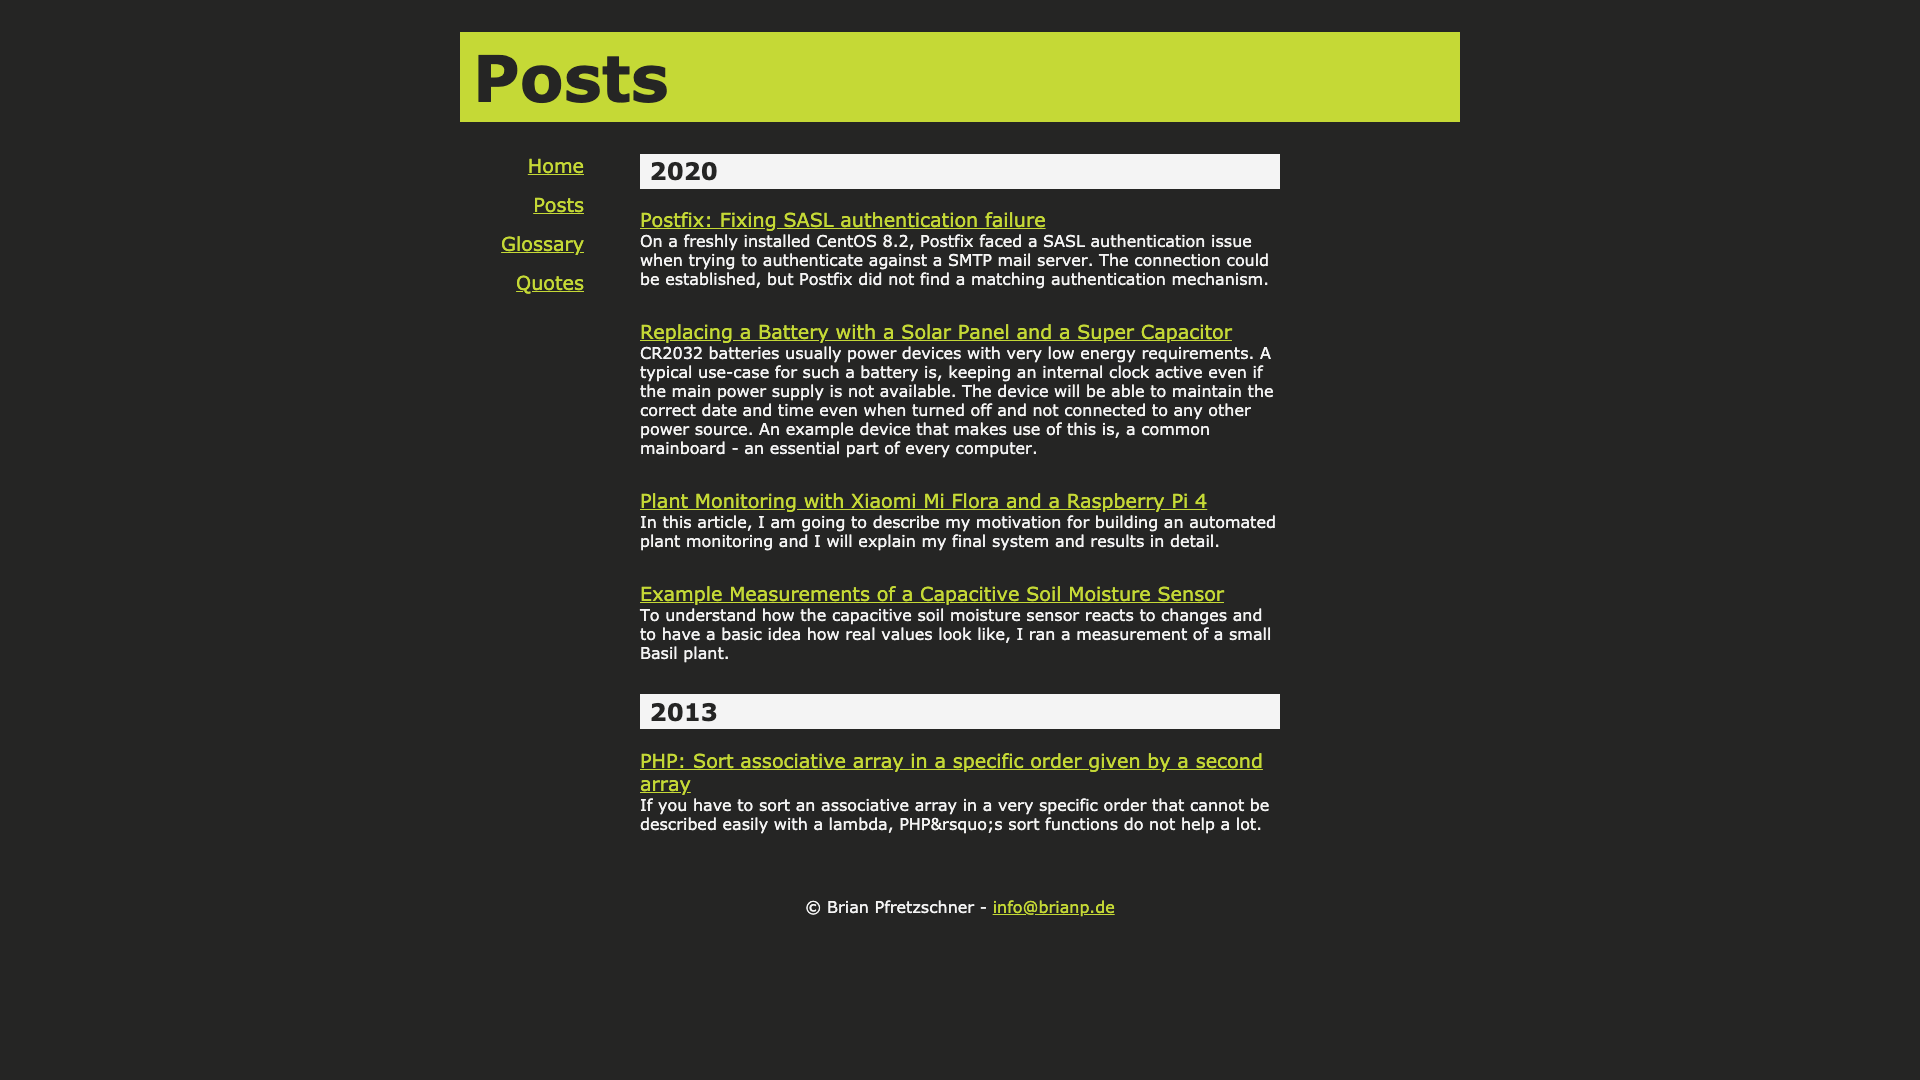 Posts
Home
Posts
Glossary
Quotes
2020
Postfix: Fixing SASL authentication failure
On a freshly installed CentOS 8.2, Postfix faced a SASL authentication issue
when trying to authenticate against a SMTP mail server. The connection could
be established, but Postfix did not find a matching authentication mechanism.
Replacing a Battery with a Solar Panel and a Super Capacitor
CR2032 batteries usually power devices with very low energy requirements. A
typical use-case for such a battery is, keeping an internal clock active even if
the main power supply is not available. The device will be able to maintain the
correct date and time even when turned off and not connected to any other
power source. An example device that makes use of this is, a common
mainboard - an essential part of every computer.
Plant Monitoring with Xiaomi Mi Flora and a Raspberry Pi 4
In this article, I am going to describe my motivation for building an automated
plant monitoring and I will explain my final system and results in detail.
Example Measurements of a Capacitive Soil Moisture Sensor
To understand how the capacitive soil moisture sensor reacts to changes and
to have a basic idea how real values look like, I ran a measurement of a small
Basil plant.
2013
PHP: Sort associative array in a specific order given by a second
array
If you have to sort an associative array in a very specific order that cannot be
described easily with a lambda, PHP&rsquo;s sort functions do not help a lot.
© Brian Pfretzschner - info@brianp.de